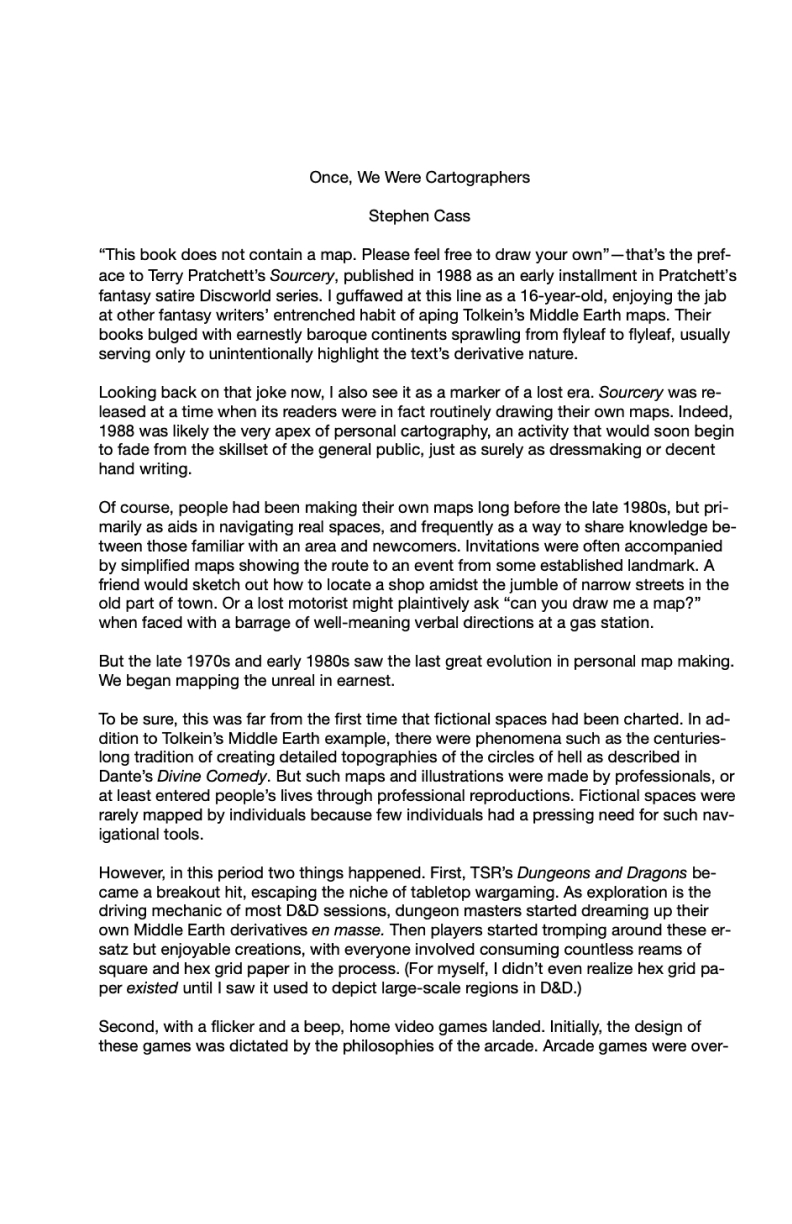 Once, We Were Cartographers
Stephen Cass
“This book does not contain a map. Please feel free to draw your own”—that’s the pref-
ace to Terry Pratchett’s Sourcery, published in 1988 as an early installment in Pratchett’s
fantasy satire Discworld series. I guffawed at this line as a 16-year-old, enjoying the jab
at other fantasy writers’ entrenched habit of aping Tolkein’s Middle Earth maps. Their
books bulged with earnestly baroque continents sprawling from flyleaf to flyleaf, usually
serving only to unintentionally highlight the text’s derivative nature.
Looking back on that joke now, I also see it as a marker of a lost era. Sourcery was re-
leased at a time when its readers were in fact routinely drawing their own maps. Indeed,
1988 was likely the very apex of personal cartography, an activity that would soon begin
to fade from the skillset of the general public, just as surely as dressmaking or decent
hand writing.
Of course, people had been making their own maps long before the late 1980s, but pri-
marily as aids in navigating real spaces, and frequently as a way to share knowledge be-
tween those familiar with an area and newcomers. Invitations were often accompanied
by simplified maps showing the route to an event from some established landmark. A
friend would sketch out how to locate a shop amidst the jumble of narrow streets in the
old part of town. Or a lost motorist might plaintively ask “can you draw me a map?”
when faced with a barrage of well-meaning verbal directions at a gas station.
But the late 1970s and early 1980s saw the last great evolution in personal map making.
We began mapping the unreal in earnest.
To be sure, this was far from the first time that fictional spaces had been charted. In ad-
dition to Tolkein’s Middle Earth example, there were phenomena such as the centuries-
long tradition of creating detailed topographies of the circles of hell as described in
Dante’s Divine Comedy. But such maps and illustrations were made by professionals, or
at least entered people’s lives through professional reproductions. Fictional spaces were
rarely mapped by individuals because few individuals had a pressing need for such nav-
igational tools.
However, in this period two things happened. First, TSR’s Dungeons and Dragons be-
came a breakout hit, escaping the niche of tabletop wargaming. As exploration is the
driving mechanic of most D&D sessions, dungeon masters started dreaming up their
own Middle Earth derivatives en masse. Then players started tromping around these er-
satz but enjoyable creations, with everyone involved consuming countless reams of
square and hex grid paper in the process. (For myself, I didn’t even realize hex grid pa-
per existed until I saw it used to depict large-scale regions in D&D.)
Second, with a flicker and a beep, home video games landed. Initially, the design of
these games was dictated by the philosophies of the arcade. Arcade games were over-